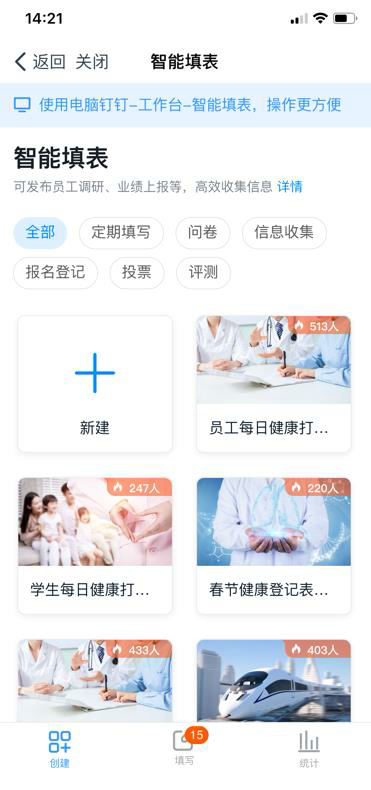 14:21
返回 关闭 智能填表
使用电脑钉钉-工作台-智能填表，操作更方便
智能填表
可发布员工调研、业绩上报等，高效收集信息 详情
全部 定期填写 问卷 信息收集
报名登记 投票 评测
513人
新建 员工每日健康打...
247人 220人
学生每日健康打... 春节健康登记表...
433人 403人
15
创建 填写 统计